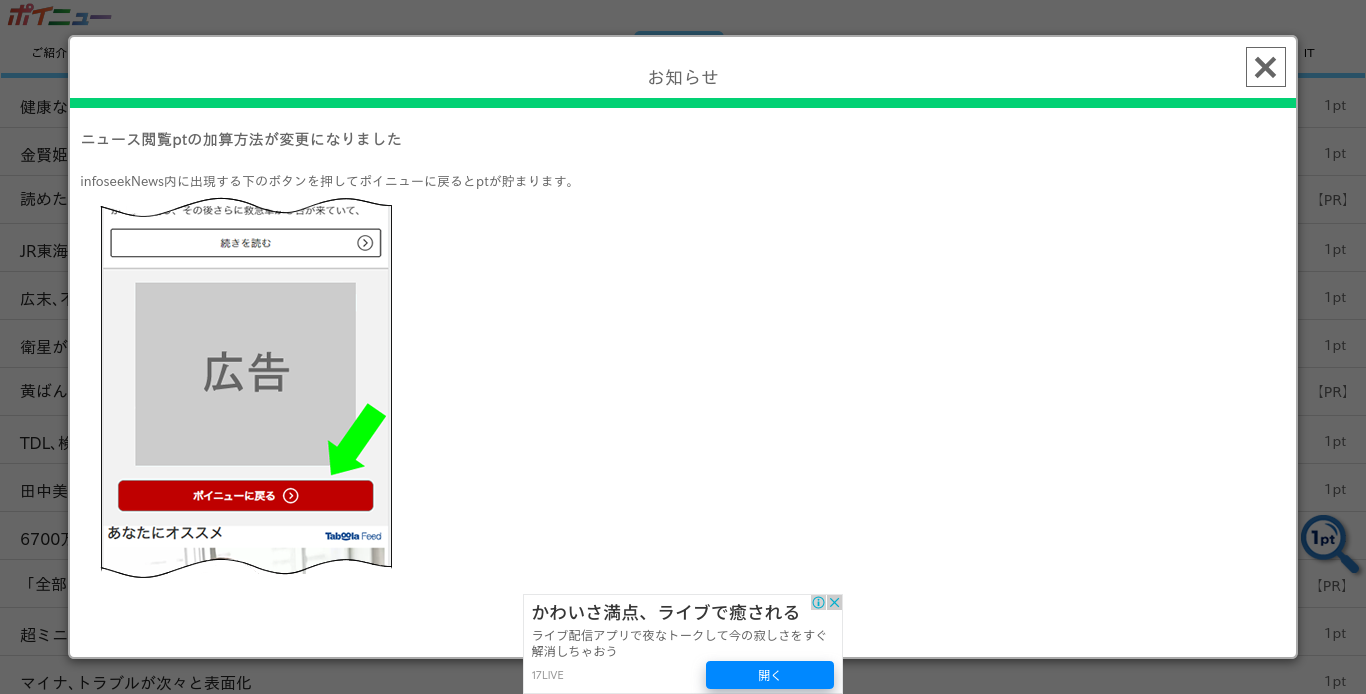 ポイニュー
ご紹介
IT
お知らせ
ニュース閲覧ptの加算方法が変更になりました
infoseekNews内に出現する下のボタンを押してポイニューに戻るとptが貯まります。
、その後さらに救急車が
台が来ていて、
続きを読む
広告
ポイニューに戻る
あなたにオススメ
Taboola Feed
健康な
1pt
金賢姫
1pt
読めた
【PR】
JR東海
1pt
広末、不
1pt
衛星が
1pt
黄ばん
【PR】
TDL、検
1pt
田中美
1pt
6700万
1pt
「全部
【PR】
超ミニ
1pt
マイナ、トラブルが次々と表面化
1pt
かわいさ満点、ライブで癒される
ライブ配信アプリで夜なトークして今の寂しさをすぐ
解消しちゃおう
17LIVE
開く